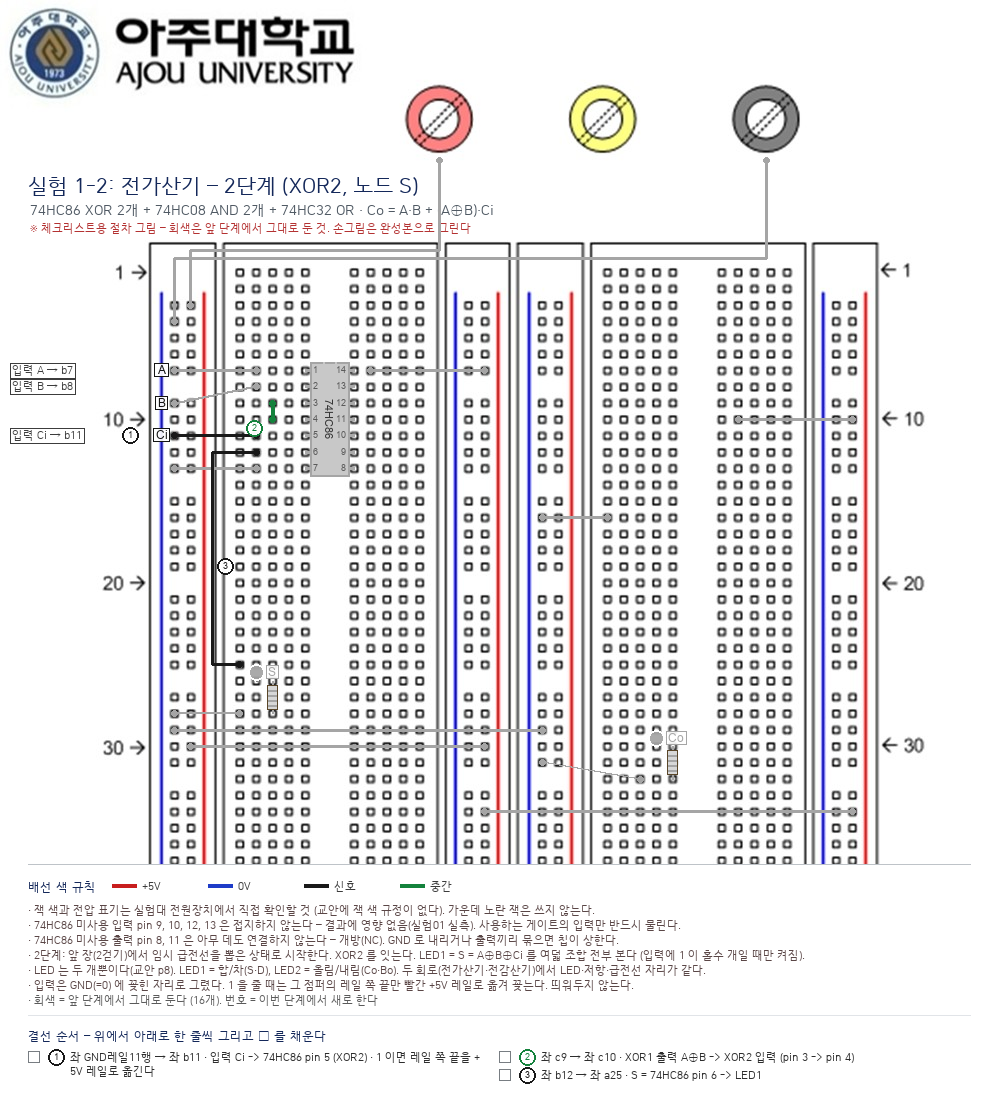 아주대학교
AJOU UNIVERSITY
아주대학교
1973
AJOU UNIVERSITY
실험 1-2: 전가산기 – 2단계 (XOR2, 노드 S)
74HC86 XOR 2개 + 74HC08 AND 2개 + 74HC32 OR · Co = A·B + (A⊕B)·Ci
※ 체크리스트용 절차 그림 – 회색은 앞 단계에서 그대로 둔 것. 손그림은 완성본으로 그린다
1 →
← 1
입력 A → b7
A
1 14
입력 B → b8
2 13
B
3 12
10 →
4 11
← 10
74HC86
2
입력 Ci → b11
1
Ci
5 10
6 9
7 8
3
20 →
← 20
S
30 →
Co
← 30
배선 색 규칙
+5V
0V
신호
중간
· 잭 색과 전압 표기는 실험대 전원장치에서 직접 확인할 것 (교안에 잭 색 규정이 없다). 가운데 노란 잭은 쓰지 않는다.
· 74HC86 미사용 입력 pin 9, 10, 12, 13 은 접지하지 않는다 – 결과에 영향 없음(실험01 실측). 사용하는 게이트의 입력만 반드시 물린다.
· 74HC86 미사용 출력 pin 8, 11 은 아무 데도 연결하지 않는다 – 개방(NC). GND 로 내리거나 출력끼리 묶으면 칩이 상한다.
· 2단계: 앞 장(2걷기)에서 임시 급전선을 뽑은 상태로 시작한다. XOR2 를 잇는다. LED1 = S = A⊕B⊕Ci 를 여덟 조합 전부 본다 (입력에 1 이 홀수 개일 때만 켜짐).
· LED 는 두 개뿐이다(교안 p8). LED1 = 합/차(S·D), LED2 = 올림/내림(Co·Bo). 두 회로(전가산기·전감산기)에서 LED·저항·급전선 자리가 같다.
· 입력은 GND(=0) 에 꽂힌 자리로 그렸다. 1 을 줄 때는 그 점퍼의 레일 쪽 끝만 빨간 +5V 레일로 옮겨 꽂는다. 띄워두지 않는다.
· 회색 = 앞 단계에서 그대로 둔다 (16개). 번호 = 이번 단계에서 새로 한다
결선 순서 – 위에서 아래로 한 줄씩 그리고 □ 를 채운다
1 좌 GND레일11행 → 좌 b11 · 입력 Ci -> 74HC86 pin 5 (XOR2) · 1 이면 레일 쪽 끝을 +
5V 레일로 옮긴다
2 좌 c9 → 좌 c10 · XOR1 출력 A⊕B -> XOR2 입력 (pin 3 -> pin 4)
3 좌 b12 → 좌 a25 · S = 74HC86 pin 6 -> LED1